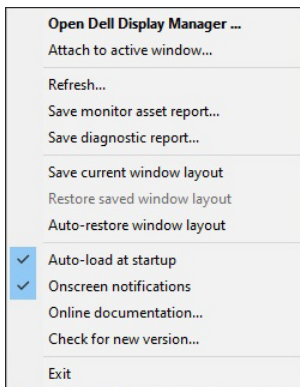 Open Dell Display Manager ...
Attach to active window...
Refresh...
Save monitor asset report...
Save diagnostic report...
Save current window layout
Restore saved window layout
Auto-restore window layout
Auto-load at startup
Onscreen notifications
Online documentation...
Check for new version...
Exit